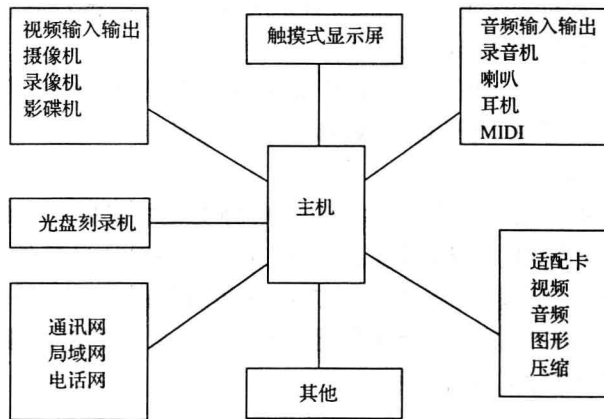 视频输入输出
摄像机
录像机
影碟机
触摸式显示屏
音频输入输出
录音机
喇叭
耳机
MIDI
主机
光盘刻录机
适配卡
视频
音频
图形
压缩
通讯网
局域网
电话网
其他